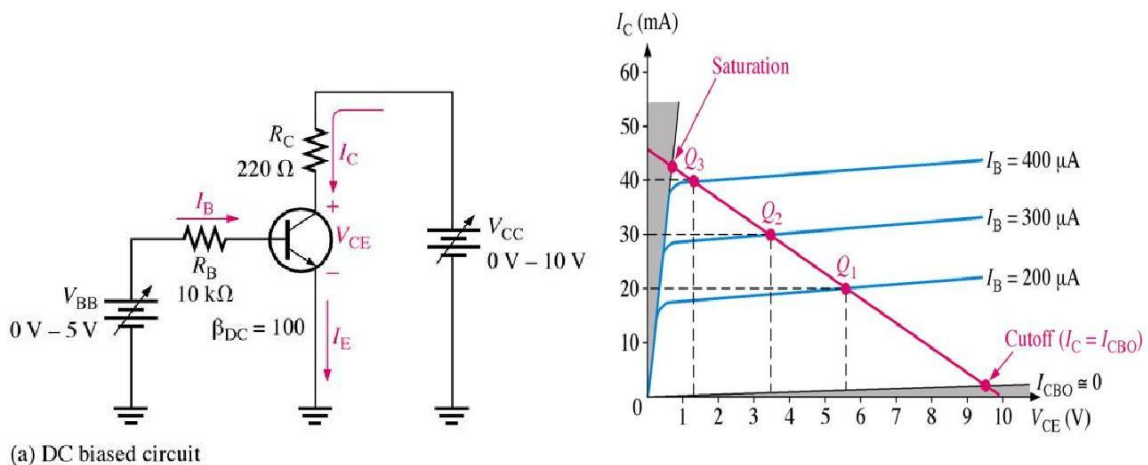 R_C
220 Ω
I_C
I_B
+
V_CE
−
R_B
10 kΩ
V_BB
0 V – 5 V
β_DC = 100
I_E
V_CC
0 V – 10 V
(a) DC biased circuit
I_C (mA)
60
50
40
30
20
10
0
Saturation
Q_3
Q_2
Q_1
I_B = 400 μA
I_B = 300 μA
I_B = 200 μA
Cutoff (I_C = I_CBO)
I_CBO ≅ 0
1 2 3 4 5 6 7 8 9 10
V_CE (V)